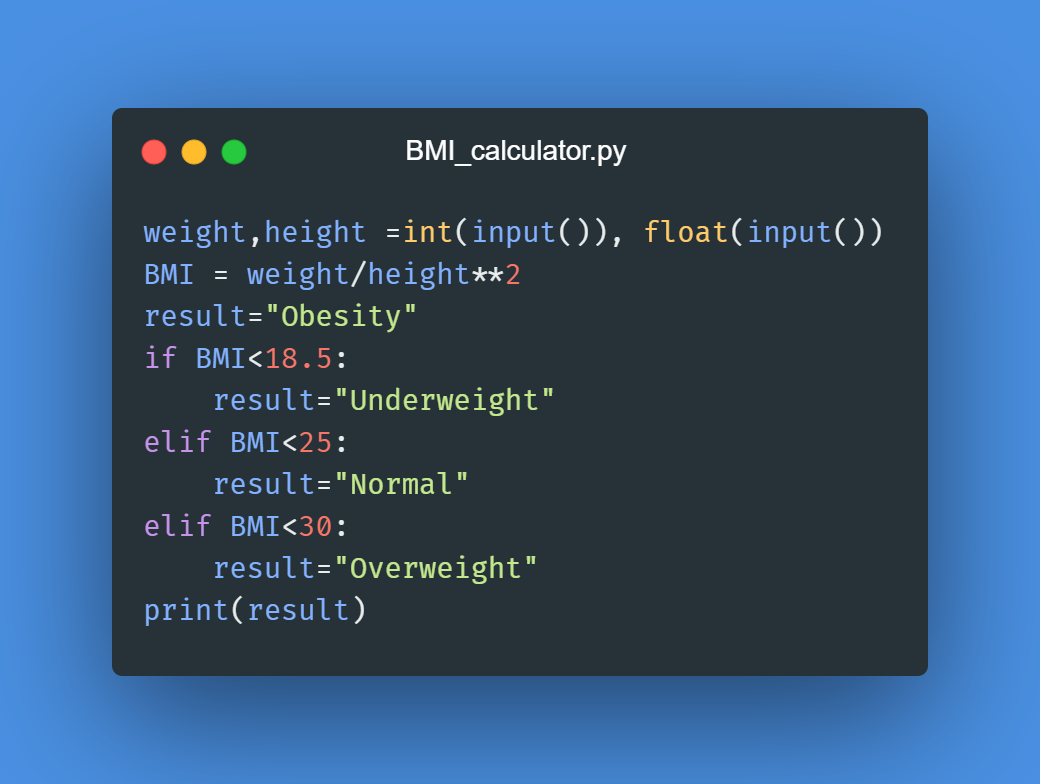 BMI_calculator.py
weight,height =int(input()), float(input())
BMI = weight/height**2
result="Obesity"
if BMI<18.5:
    result="Underweight"
elif BMI<25:
    result="Normal"
elif BMI<30:
    result="Overweight"
print(result)